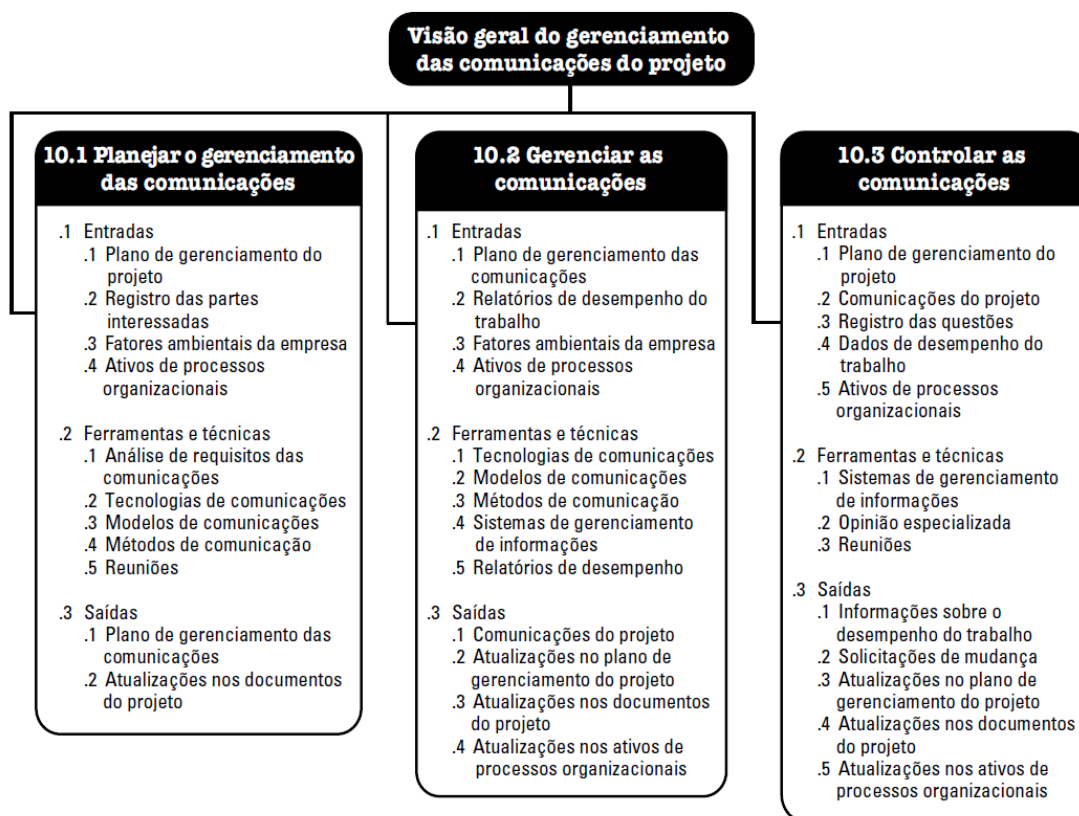 Visão geral do gerenciamento
das comunicações do projeto
10.1 Planejar o gerenciamento
das comunicações
.1 Entradas
.1 Plano de gerenciamento do
projeto
.2 Registro das partes
interessadas
.3 Fatores ambientais da empresa
.4 Ativos de processos
organizacionais
.2 Ferramentas e técnicas
.1 Análise de requisitos das
comunicações
.2 Tecnologias de comunicações
.3 Modelos de comunicações
.4 Métodos de comunicação
.5 Reuniões
.3 Saídas
.1 Plano de gerenciamento das
comunicações
.2 Atualizações nos documentos
do projeto
10.2 Gerenciar as
comunicações
.1 Entradas
.1 Plano de gerenciamento das
comunicações
.2 Relatórios de desempenho do
trabalho
.3 Fatores ambientais da empresa
.4 Ativos de processos
organizacionais
.2 Ferramentas e técnicas
.1 Tecnologias de comunicações
.2 Modelos de comunicações
.3 Métodos de comunicação
.4 Sistemas de gerenciamento
de informações
.5 Relatórios de desempenho
.3 Saídas
.1 Comunicações do projeto
.2 Atualizações no plano de
gerenciamento do projeto
.3 Atualizações nos documentos
do projeto
.4 Atualizações nos ativos de
processos organizacionais
10.3 Controlar as
comunicações
.1 Entradas
.1 Plano de gerenciamento do
projeto
.2 Comunicações do projeto
.3 Registro das questões
.4 Dados de desempenho do
trabalho
.5 Ativos de processos
organizacionais
.2 Ferramentas e técnicas
.1 Sistemas de gerenciamento
de informações
.2 Opinião especializada
.3 Reuniões
.3 Saídas
.1 Informações sobre o
desempenho do trabalho
.2 Solicitações de mudança
.3 Atualizações no plano de
gerenciamento do projeto
.4 Atualizações nos documentos
do projeto
.5 Atualizações nos ativos de
processos organizacionais